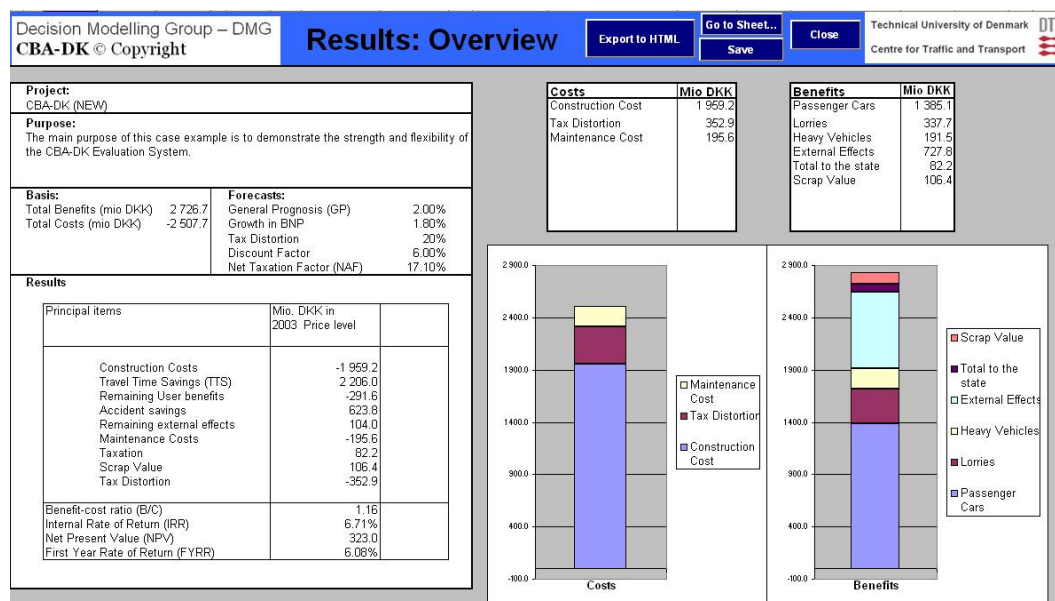 Decision Modelling Group – DMG
CBA-DK © Copyright
Results: Overview
Export to HTML
Go to Sheet...
Save
Close
Technical University of Denmark
Centre for Traffic and Transport
Project:
CBA-DK (NEW)
Purpose:
The main purpose of this case example is to demonstrate the strength and flexibility of
the CBA-DK Evaluation System.
Basis:
Total Benefits (mio DKK) 2 726.7
Total Costs (mio DKK) -2 507.7
Forecasts:
General Prognosis (GP) 2.00%
Growth in BNP 1.80%
Tax Distortion 20%
Discount Factor 6.00%
Net Taxation Factor (NAF) 17.10%
Results
Principal items Mio. DKK in
2003 Price level
Construction Costs -1 959.2
Travel Time Savings (TTS) 2 206.0
Remaining User benefits -291.6
Accident savings 623.8
Remaining external effects 104.0
Maintenance Costs -195.6
Taxation 82.2
Scrap Value 106.4
Tax Distortion -352.9
Benefit-cost ratio (B/C) 1.16
Internal Rate of Return (IRR) 6.71%
Net Present Value (NPV) 323.0
First Year Rate of Return (FYRR) 6.08%
Costs Mio DKK
Construction Cost 1 959.2
Tax Distortion 352.9
Maintenance Cost 195.6
Benefits Mio DKK
Passenger Cars 1 385.1
Lorries 337.7
Heavy Vehicles 191.5
External Effects 727.8
Total to the state 82.2
Scrap Value 106.4
2 900.0
2 400.0
1 900.0
1 400.0
900.0
400.0
-100.0
Costs
Maintenance
Cost
Tax Distortion
Construction
Cost
2 900.0
2 400.0
1 900.0
1 400.0
900.0
400.0
-100.0
Benefits
Scrap Value
Total to the
state
External Effects
Heavy Vehicles
Lorries
Passenger
Cars